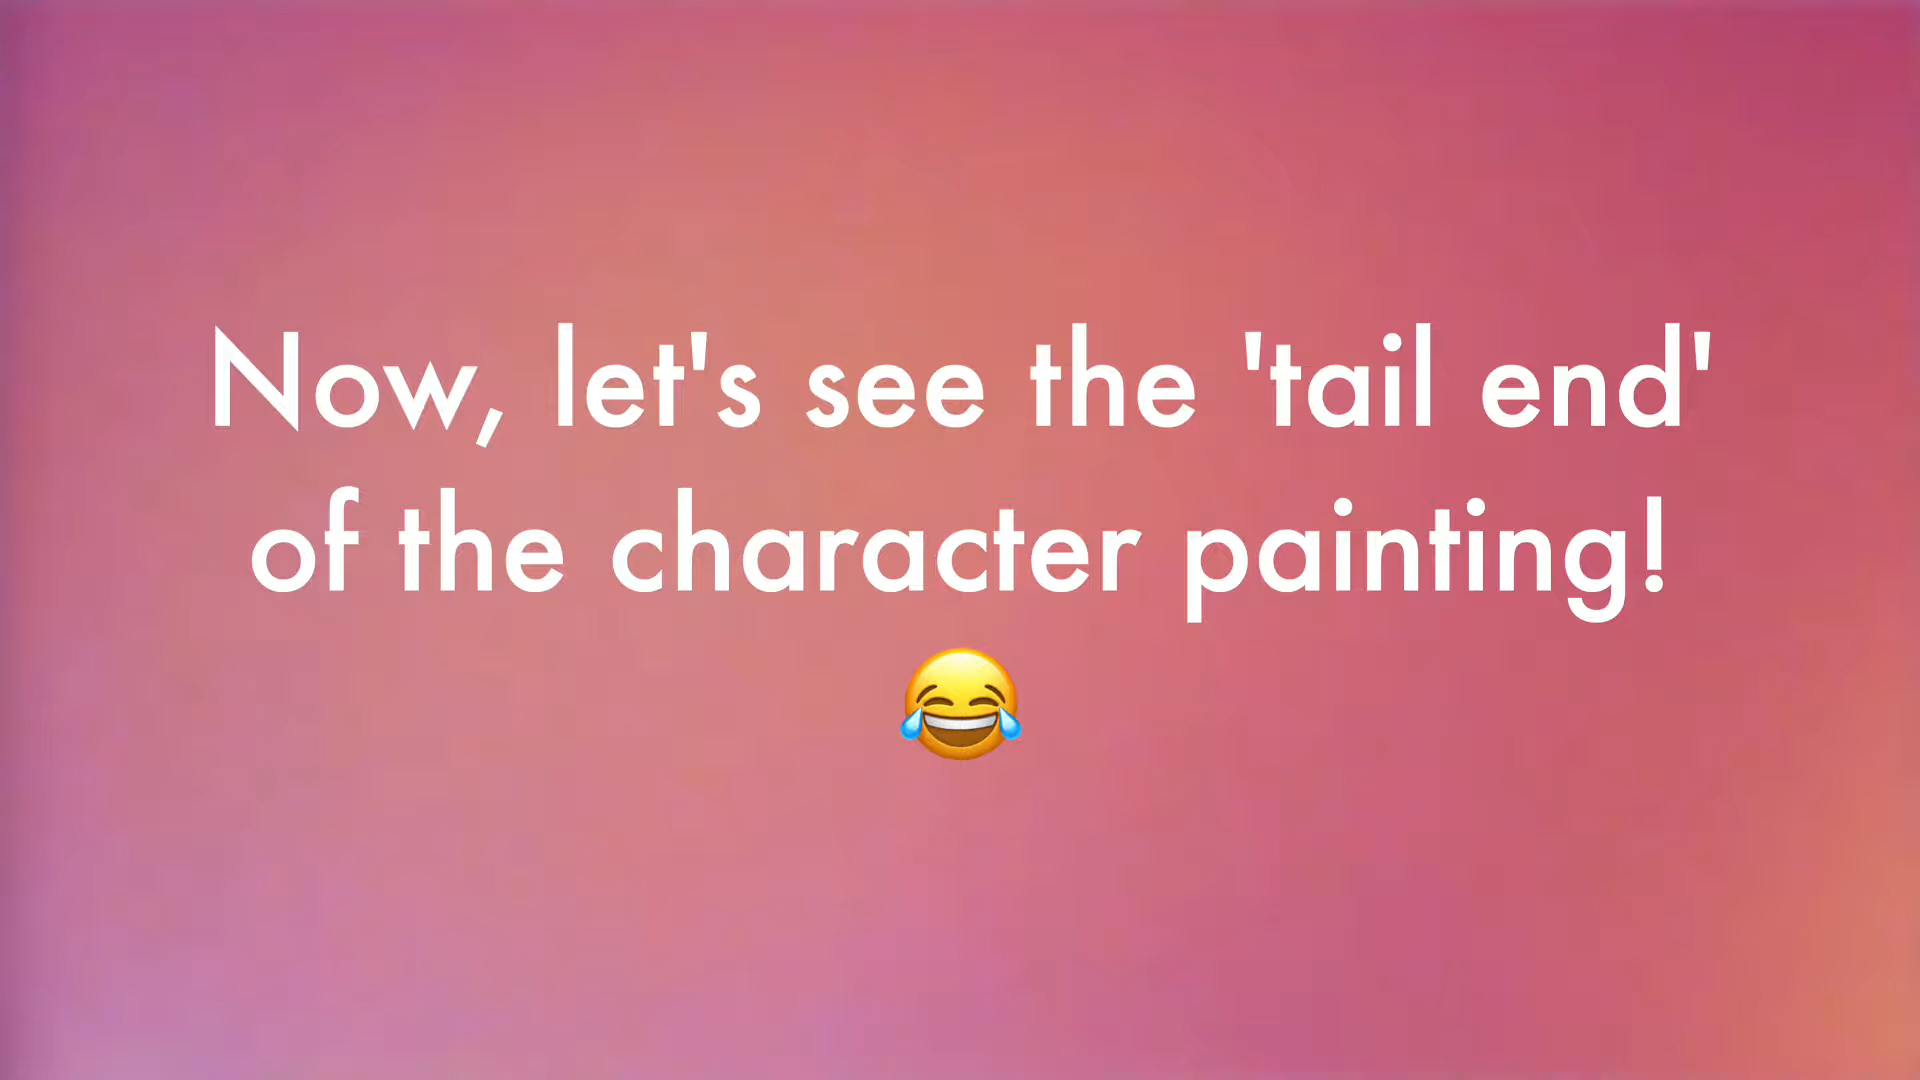 Now, let's see the 'tail end'
of the character painting!
😂